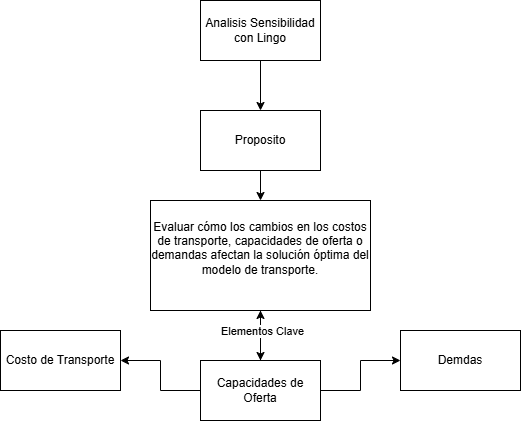 Analisis Sensibilidad
con Lingo
Proposito
Evaluar cómo los cambios en los costos
de transporte, capacidades de oferta o
demandas afectan la solución óptima del
modelo de transporte.
Elementos Clave
Costo de Transporte
Capacidades de
Oferta
Demdas